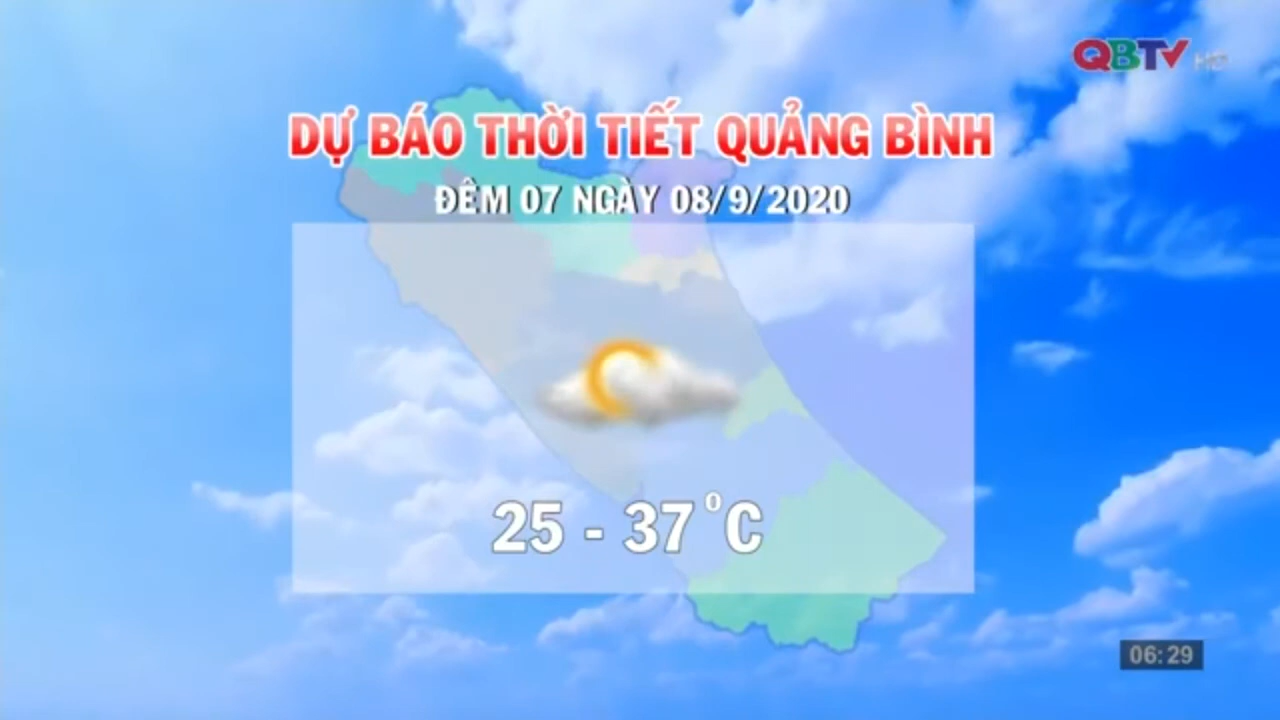 QBTV HD
DỰ BÁO THỜI TIẾT QUẢNG BÌNH
ĐÊM 07 NGÀY 08/9/2020
25 - 37°C
06:29